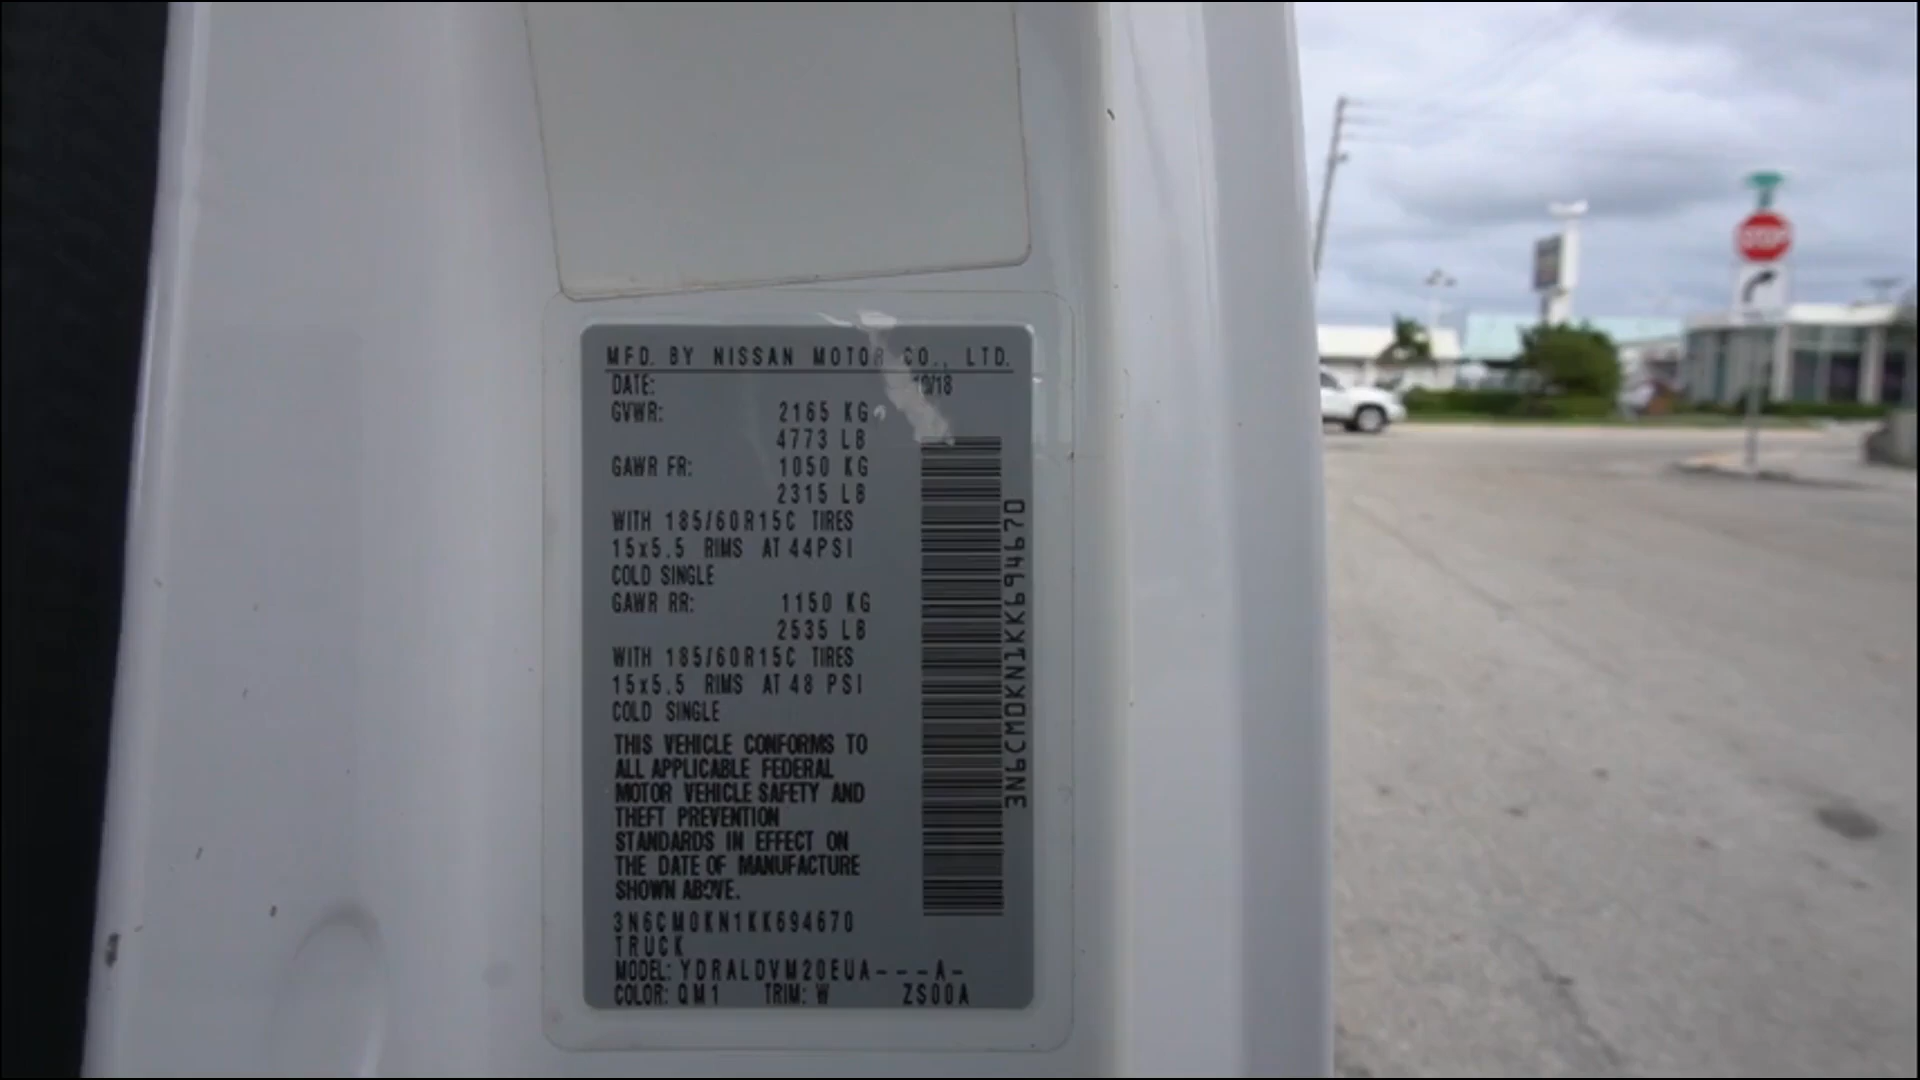 MFD. BY NISSAN MOTOR CO., LTD.
DATE: 10/18
GVWR: 2165 KG
4773 LB
GAWR FR: 1050 KG
2315 LB
WITH 185/60R15C TIRES
15x5.5 RIMS AT 44PSI
COLD SINGLE
GAWR RR: 1150 KG
2535 LB
WITH 185/60R15C TIRES
15x5.5 RIMS AT 48 PSI
COLD SINGLE
THIS VEHICLE CONFORMS TO
ALL APPLICABLE FEDERAL
MOTOR VEHICLE SAFETY AND
THEFT PREVENTION
STANDARDS IN EFFECT ON
THE DATE OF MANUFACTURE
SHOWN ABOVE.
3N6CM0KN1KK694670
TRUCK
MODEL: YDRALDVM20EUA---A-
COLOR: QM1 TRIM: W ZS00A
3N6CM0KN1KK694670
STOP